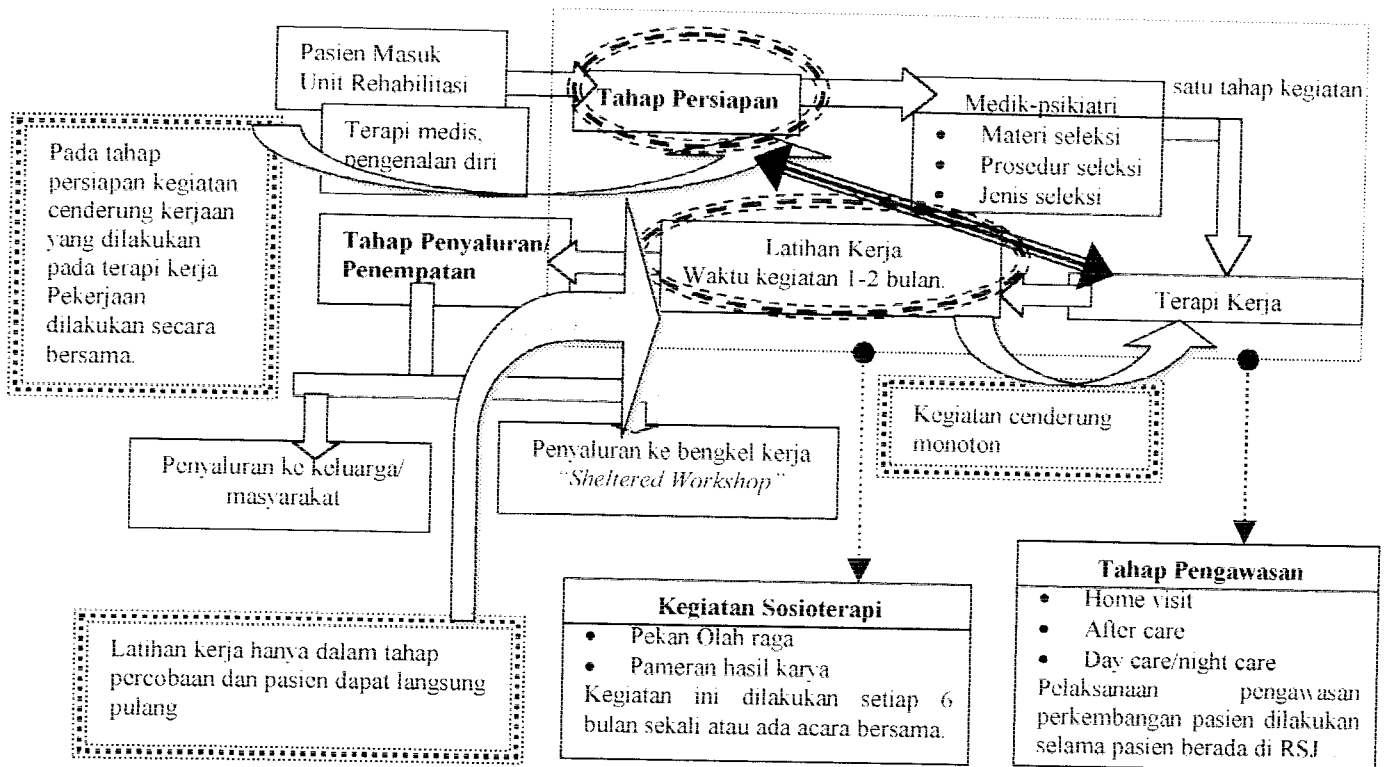 Pasien Masuk
Unit Rehabilitasi
Tahap Persiapan
Medik-psikiatri
• Materi seleksi
• Prosedur seleksi
• Jenis seleksi
satu tahap kegiatan
Terapi medis,
pengenalan diri
Pada tahap
persiapan kegiatan
cenderung kerjaan
yang dilakukan
pada terapi kerja
Pekerjaan
dilakukan secara
bersama.
Tahap Penyaluran/
Penempatan
Latihan Kerja
Waktu kegiatan 1-2 bulan.
Terapi Kerja
Kegiatan cenderung
monoton
Penyaluran ke keluarga/
masyarakat
Penyaluran ke bengkel kerja
“Sheltered Workshop”
Latihan kerja hanya dalam tahap
percobaan dan pasien dapat langsung
pulang
Kegiatan Sosioterapi
• Pekan Olah raga
• Pameran hasil karya
Kegiatan ini dilakukan setiap 6
bulan sekali atau ada acara bersama.
Tahap Pengawasan
• Home visit
• After care
• Day care/night care
Pelaksanaan pengawasan
perkembangan pasien dilakukan
selama pasien berada di RSJ